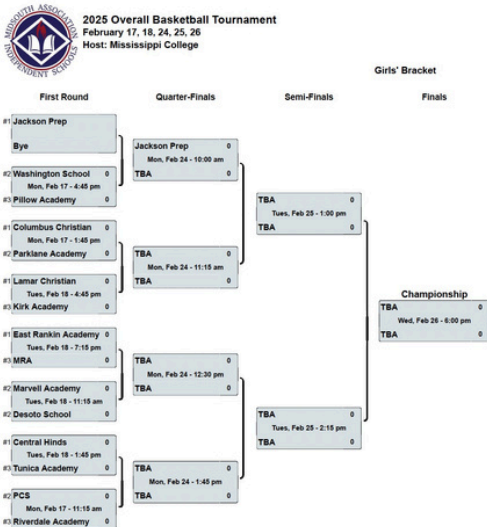 MIDSOUTH ASSOCIATION
INDEPENDENT SCHOOLS
2025 Overall Basketball Tournament
February 17, 18, 24, 25, 26
Host: Mississippi College
Girls' Bracket
First Round
Quarter-Finals
Semi-Finals
Finals
#1 Jackson Prep
Bye
#2 Washington School 0
Mon, Feb 17 - 4:45 pm
#3 Pillow Academy 0
#1 Columbus Christian 0
Mon, Feb 17 - 1:45 pm
#2 Parklane Academy 0
#1 Lamar Christian 0
Tues, Feb 18 - 4:45 pm
#3 Kirk Academy 0
#1 East Rankin Academy 0
Tues, Feb 18 - 7:15 pm
#3 MRA 0
#2 Marvell Academy 0
Tues, Feb 18 - 11:15 am
#2 Desoto School 0
#1 Central Hinds 0
Tues, Feb 18 - 1:45 pm
#3 Tunica Academy 0
#2 PCS 0
Mon, Feb 17 - 11:15 am
#3 Riverdale Academy 0
Jackson Prep 0
Mon, Feb 24 - 10:00 am
TBA 0
TBA 0
Mon, Feb 24 - 11:15 am
TBA 0
TBA 0
Mon, Feb 24 - 12:30 pm
TBA 0
TBA 0
Mon, Feb 24 - 1:45 pm
TBA 0
TBA 0
Tues, Feb 25 - 1:00 pm
TBA 0
TBA 0
Tues, Feb 25 - 2:15 pm
TBA 0
Championship
TBA 0
Wed, Feb 26 - 6:00 pm
TBA 0